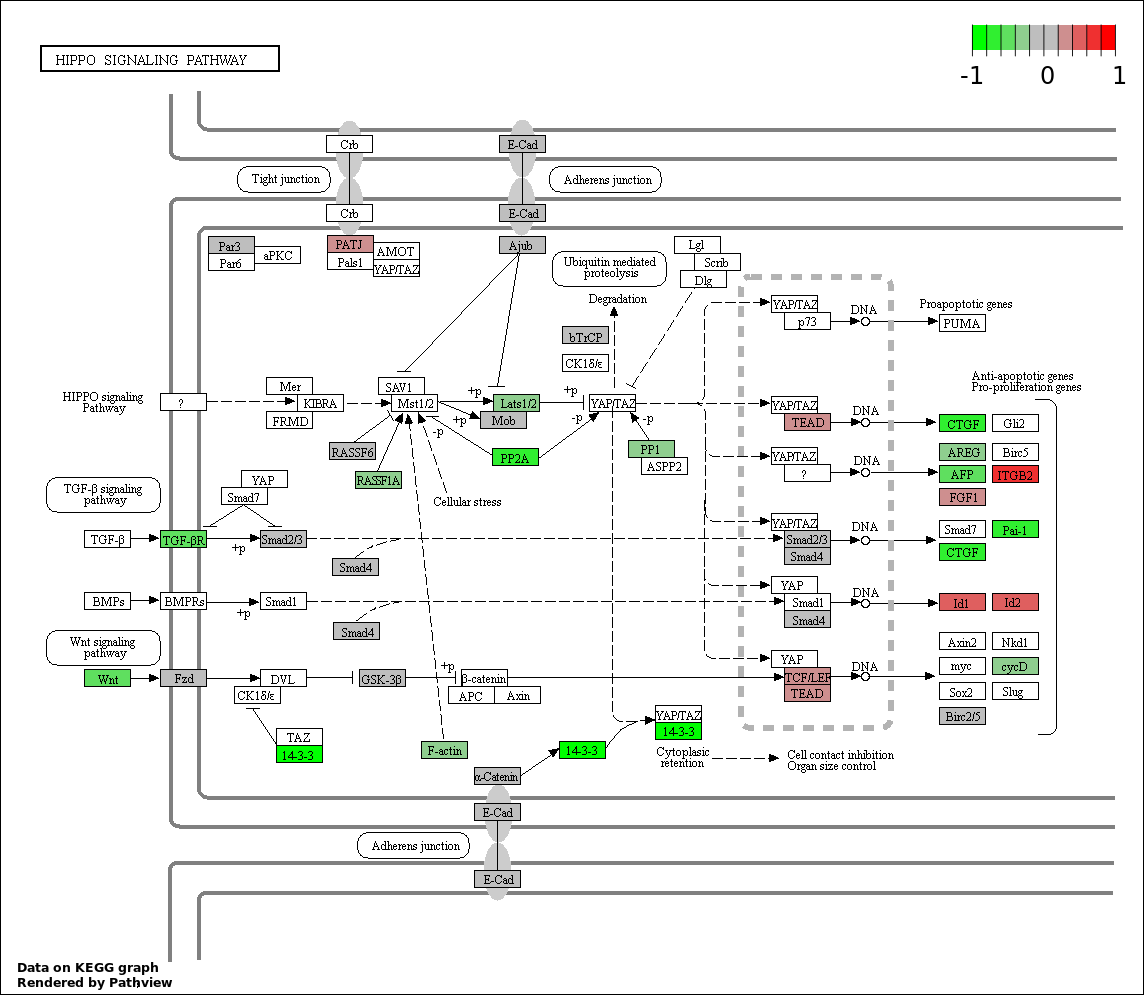 HIPPO SIGNALING PATHWAY
-1 0 1
Crb
E-Cad
Tight junction
Adherens junction
Crb
E-Cad
Par3
Par6
aPKC
PATJ
Pals1
AMOT
YAP/TAZ
Ajub
Lgl
Scrib
Dlg
Ubiquitin mediated
proteolysis
Degradation
bTrCP
CK1δ/ε
YAP/TAZ
p73
DNA
Proapoptotic genes
PUMA
HIPPO signaling
Pathway
?
Mer
KIBRA
FRMD
SAV1
Mst1/2
+p
Lats1/2
Mob
+p
+p
YAP/TAZ
-p
-p
-p
RASSF6
RASSF1A
PP2A
PP1
ASPP2
Cellular stress
Anti-apoptotic genes
Pro-proliferation genes
YAP/TAZ
TEAD
DNA
CTGF
Gli2
AREG
Birc5
YAP/TAZ
?
DNA
AFP
ITGB2
FGF1
TGF-β signaling
pathway
YAP
Smad7
TGF-β
TGF-βR
+p
Smad2/3
Smad4
YAP/TAZ
Smad2/3
Smad4
DNA
Smad7
Pai-1
CTGF
BMPs
BMPRs
+p
Smad1
Smad4
YAP
Smad1
Smad4
DNA
Id1
Id2
Wnt signaling
pathway
Wnt
Fzd
DVL
CK1δ/ε
GSK-3β
+p
β-catenin
APC
Axin
YAP
TCF/LEF
TEAD
DNA
Axin2
Nkd1
myc
cycD
Sox2
Slug
Birc2/5
TAZ
14-3-3
F-actin
14-3-3
YAP/TAZ
14-3-3
Cytoplasic
retention
Cell contact inhibition
Organ size control
α-Catenin
E-Cad
Adherens junction
E-Cad
Data on KEGG graph
Rendered by Pathview